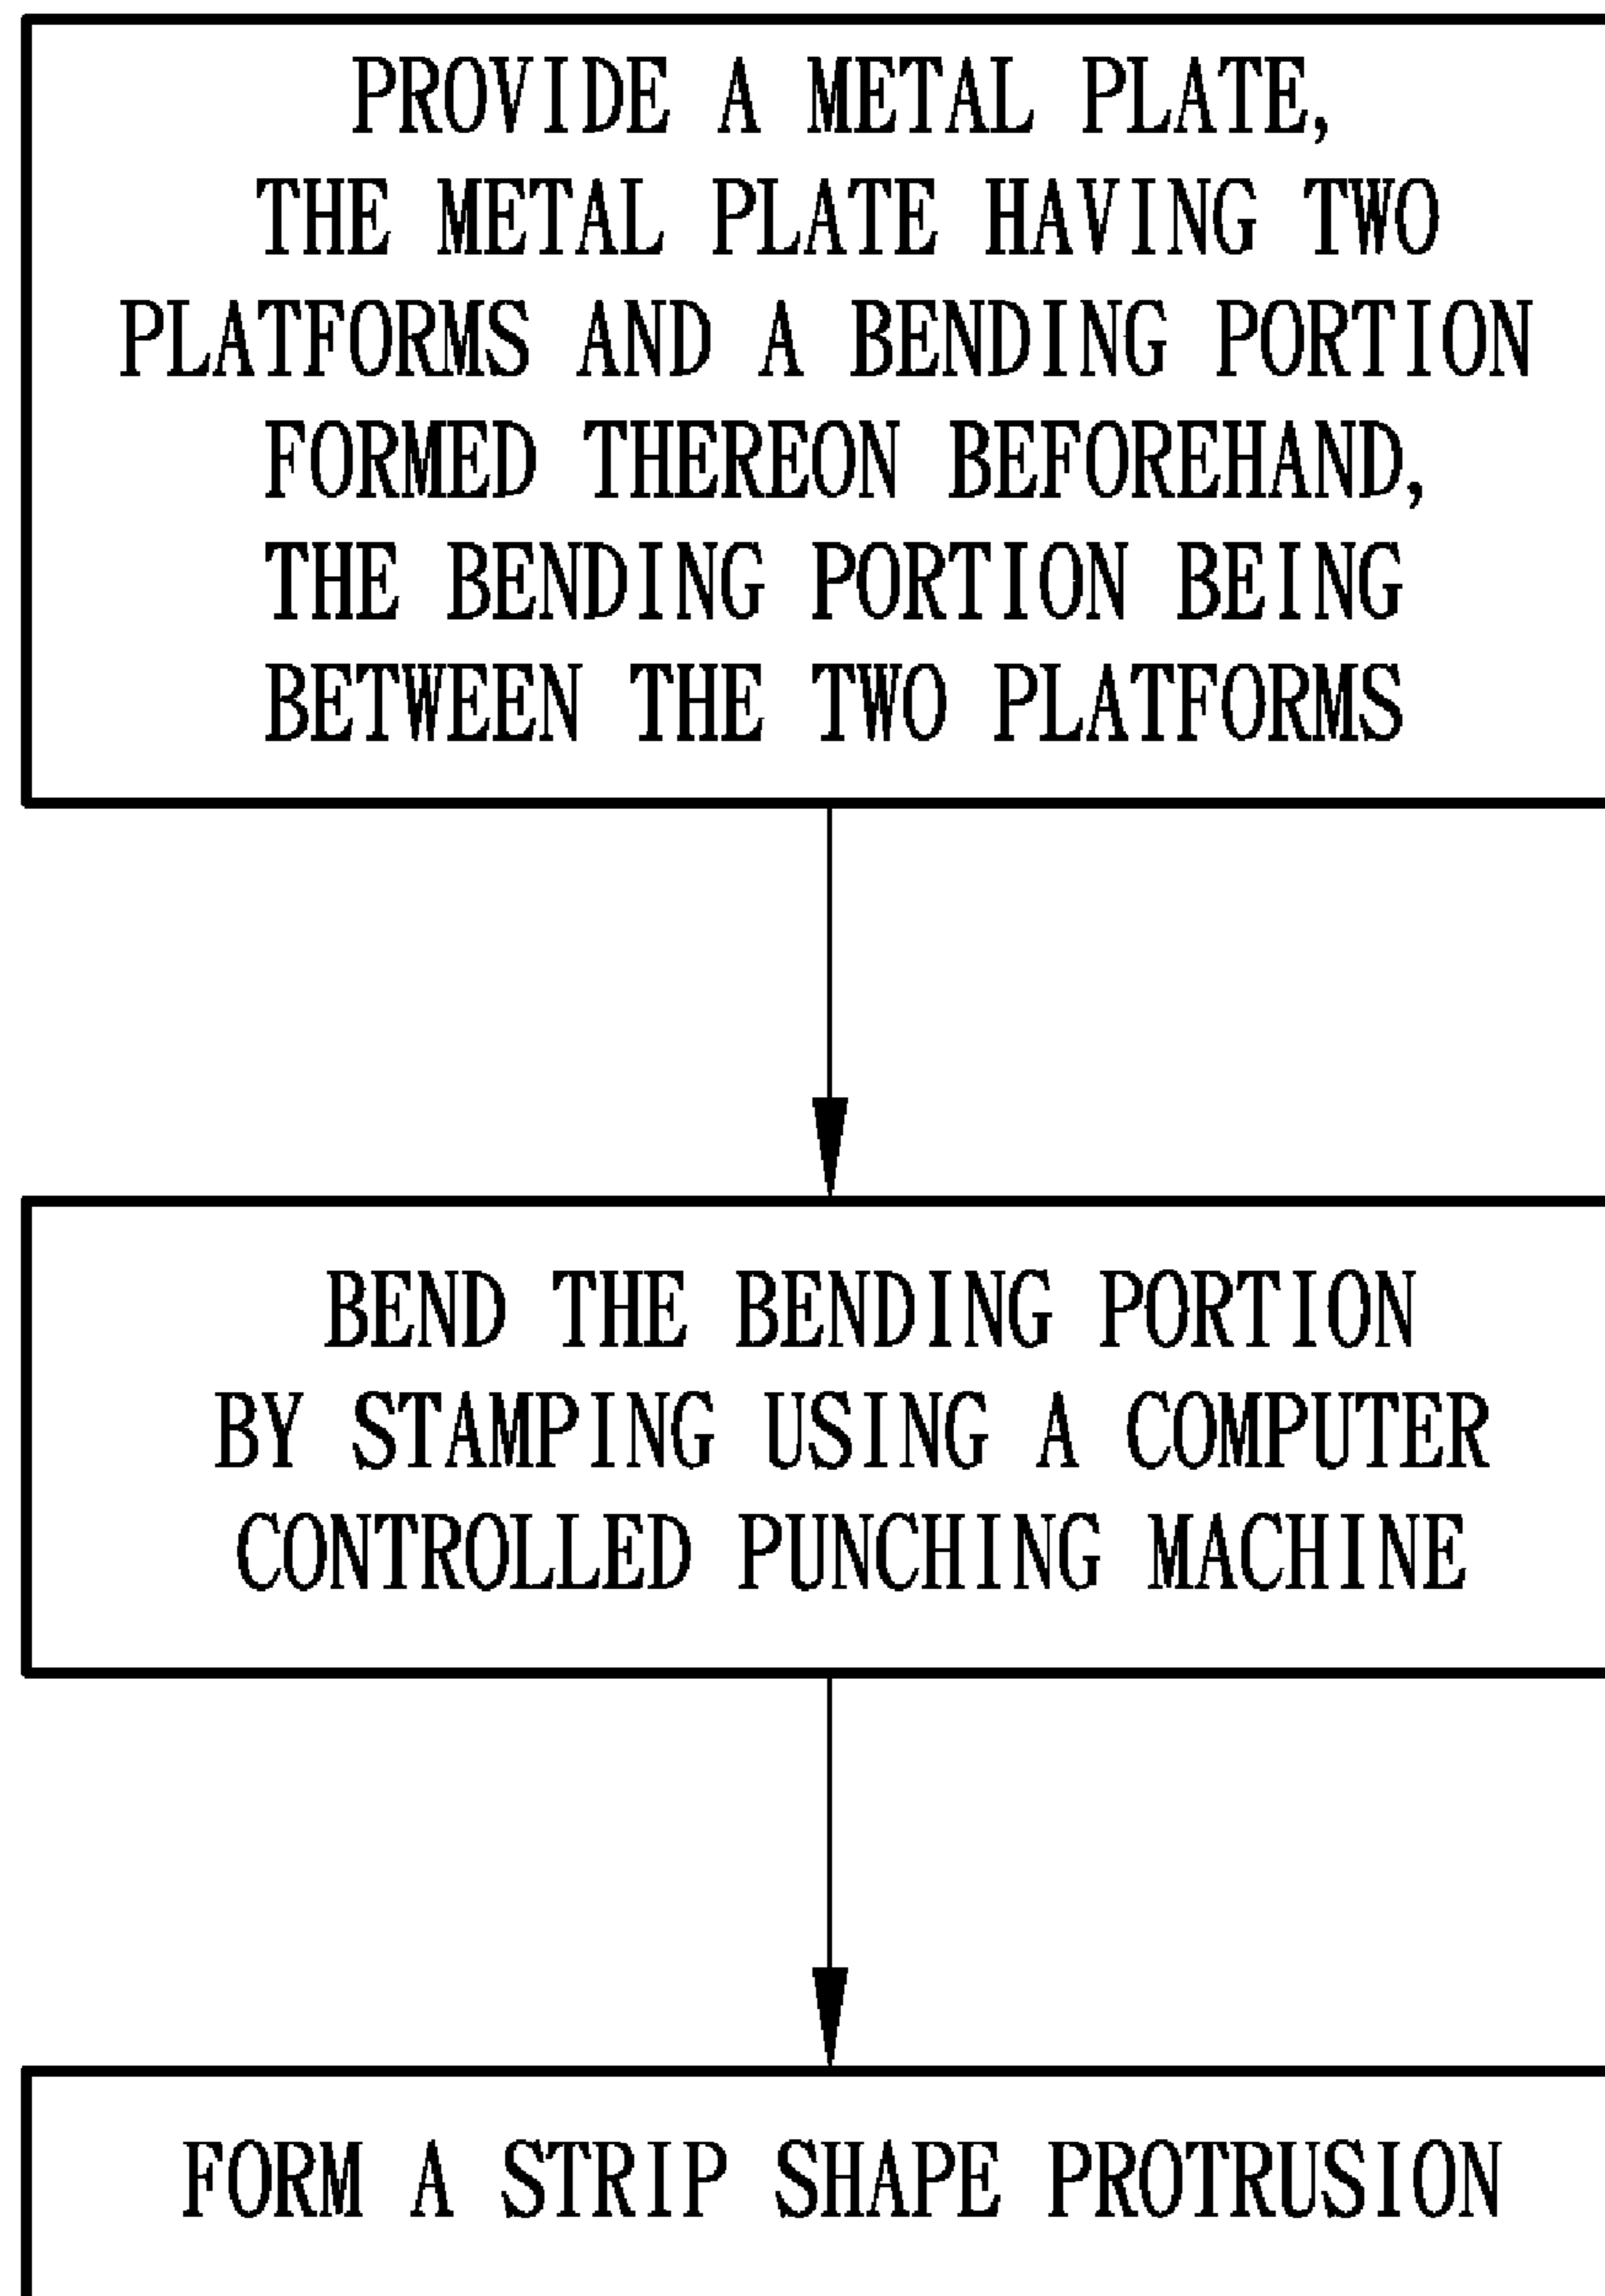 PROVIDE A METAL PLATE,
THE METAL PLATE HAVING TWO
PLATFORMS AND A BENDING PORTION
FORMED THEREON BEFOREHAND,
THE BENDING PORTION BEING
BETWEEN THE TWO PLATFORMS
BEND THE BENDING PORTION
BY STAMPING USING A COMPUTER
CONTROLLED PUNCHING MACHINE
FORM A STRIP SHAPE PROTRUSION